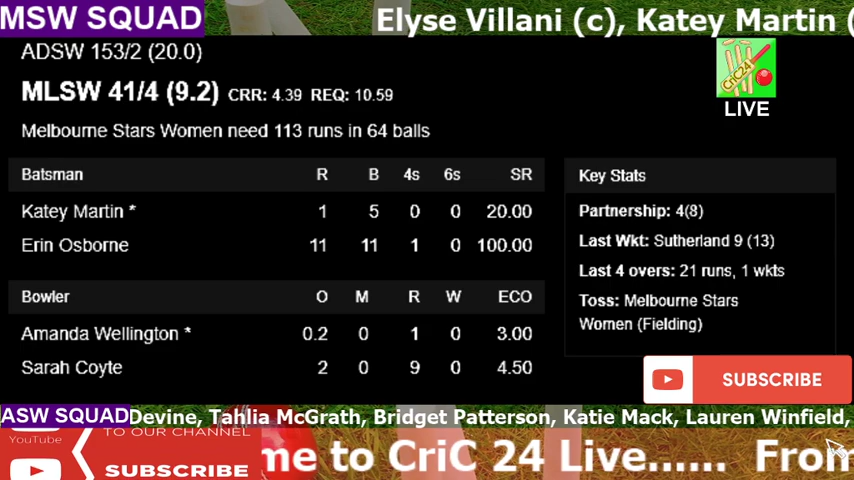 MSW SQUAD Elyse Villani (c), Katey Martin (
ADSW 153/2 (20.0)
MLSW 41/4 (9.2) CRR: 4.39 REQ: 10.59
CriC24
LIVE
Melbourne Stars Women need 113 runs in 64 balls
Batsman R B 4s 6s SR
Katey Martin * 1 5 0 0 20.00
Erin Osborne 11 11 1 0 100.00
Bowler O M R W ECO
Amanda Wellington * 0.2 0 1 0 3.00
Sarah Coyte 2 0 9 0 4.50
Key Stats
Partnership: 4(8)
Last Wkt: Sutherland 9 (13)
Last 4 overs: 21 runs, 1 wkts
Toss: Melbourne Stars
Women (Fielding)
SUBSCRIBE
ASW SQUAD Devine, Tahlia McGrath, Bridget Patterson, Katie Mack, Lauren Winfield,
YouTube TO OUR CHANNEL
SUBSCRIBE
me to CriC 24 Live...... From